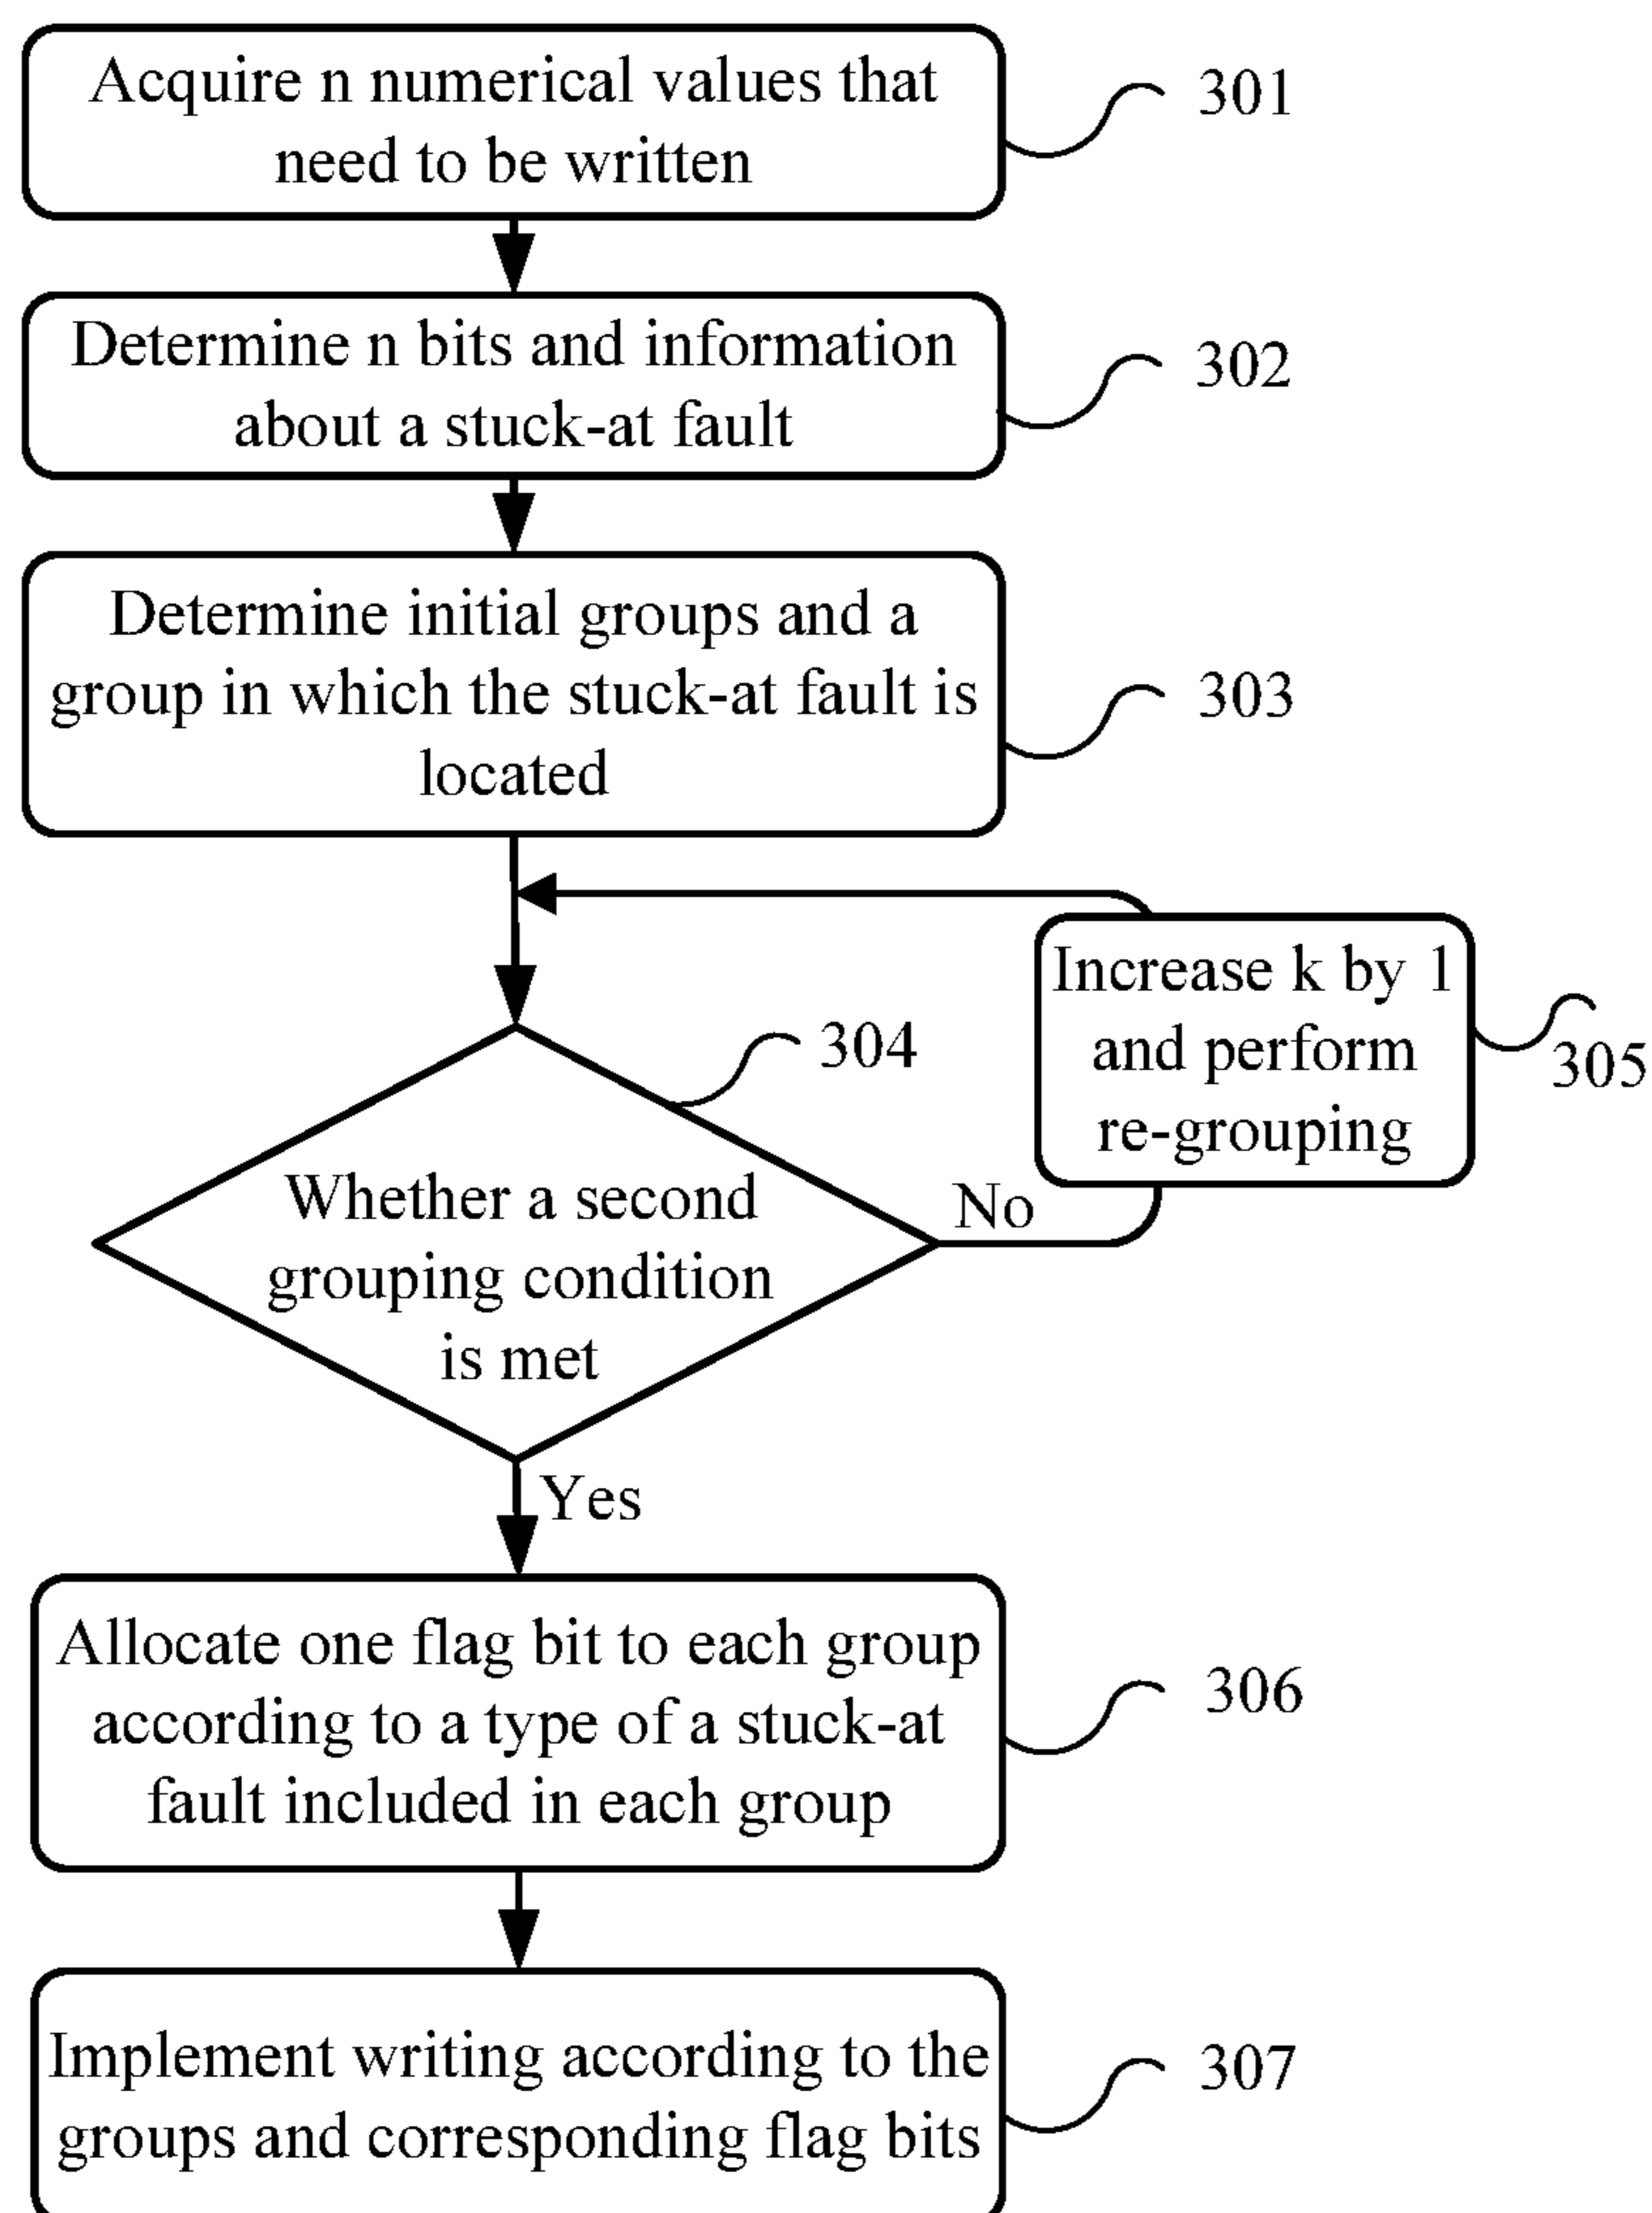 Acquire n numerical values that
need to be written
301
Determine n bits and information
about a stuck-at fault
302
Determine initial groups and a
group in which the stuck-at fault is
located
303
Increase k by 1
and perform
re-grouping
305
304
Whether a second
grouping condition
is met
No
Yes
Allocate one flag bit to each group
according to a type of a stuck-at
fault included in each group
306
Implement writing according to the
groups and corresponding flag bits
307